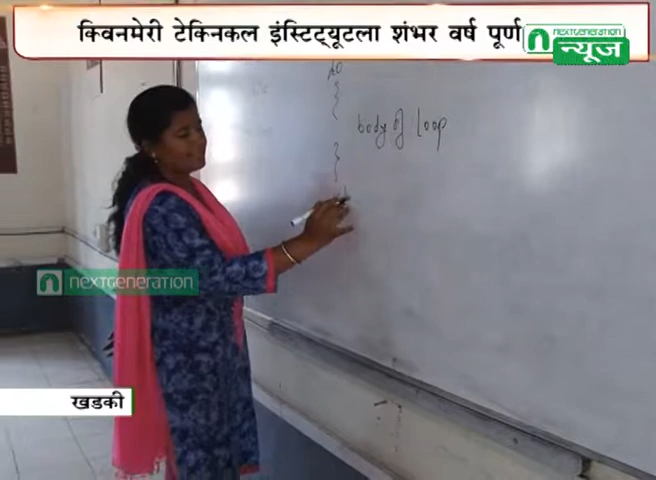 क्विनमेरी टेक्निकल इंस्टिट्यूटला शंभर वर्ष पूर्ण
nextgeneration
न्यूज
do
{
body of loop
}
nextgeneration
खडकी